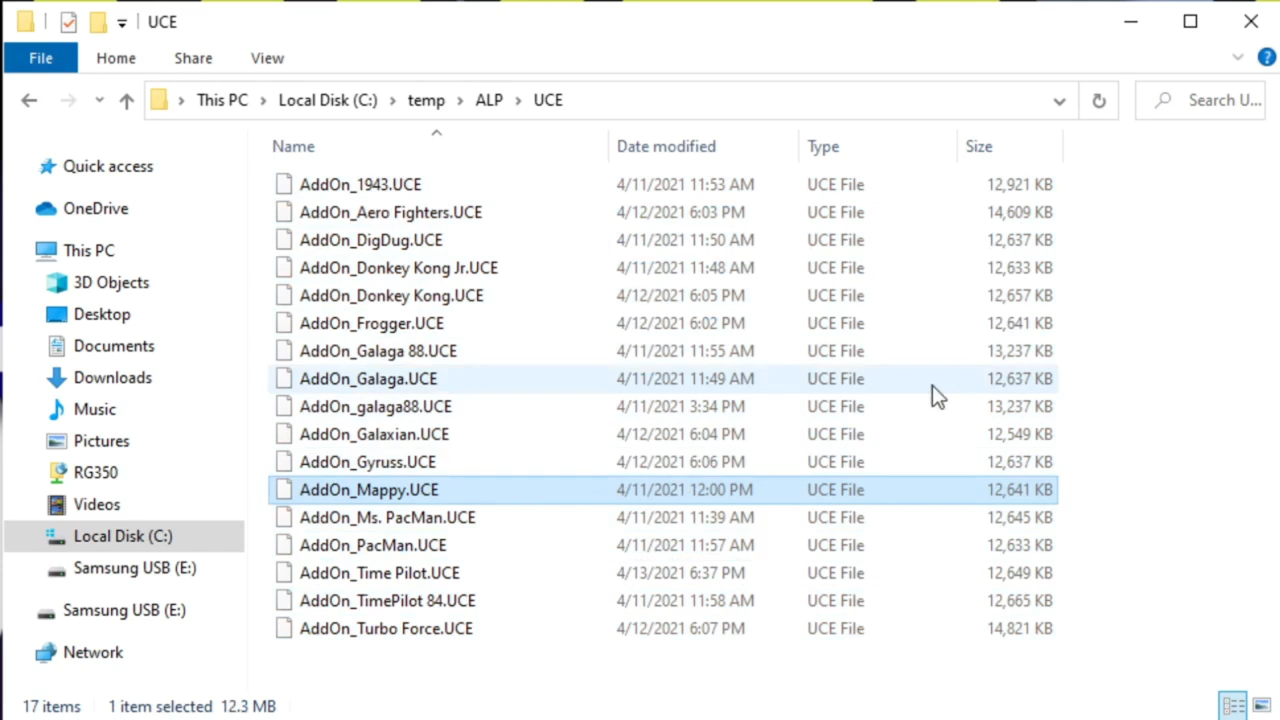 UCE
File Home Share View
This PC Local Disk (C:) temp ALP UCE Search U...
Name Date modified Type Size
Quick access
OneDrive
This PC
3D Objects
Desktop
Documents
Downloads
Music
Pictures
RG350
Videos
Local Disk (C:)
Samsung USB (E:)
Samsung USB (E:)
Network
AddOn_1943.UCE 4/11/2021 11:53 AM UCE File 12,921 KB
AddOn_Aero Fighters.UCE 4/12/2021 6:03 PM UCE File 14,609 KB
AddOn_DigDug.UCE 4/11/2021 11:50 AM UCE File 12,637 KB
AddOn_Donkey Kong Jr.UCE 4/11/2021 11:48 AM UCE File 12,633 KB
AddOn_Donkey Kong.UCE 4/12/2021 6:05 PM UCE File 12,657 KB
AddOn_Frogger.UCE 4/12/2021 6:02 PM UCE File 12,641 KB
AddOn_Galaga 88.UCE 4/11/2021 11:55 AM UCE File 13,237 KB
AddOn_Galaga.UCE 4/11/2021 11:49 AM UCE File 12,637 KB
AddOn_galaga88.UCE 4/11/2021 3:34 PM UCE File 13,237 KB
AddOn_Galaxian.UCE 4/12/2021 6:04 PM UCE File 12,549 KB
AddOn_Gyruss.UCE 4/12/2021 6:06 PM UCE File 12,637 KB
AddOn_Mappy.UCE 4/11/2021 12:00 PM UCE File 12,641 KB
AddOn_Ms. PacMan.UCE 4/11/2021 11:39 AM UCE File 12,645 KB
AddOn_PacMan.UCE 4/11/2021 11:57 AM UCE File 12,633 KB
AddOn_Time Pilot.UCE 4/13/2021 6:37 PM UCE File 12,649 KB
AddOn_TimePilot 84.UCE 4/11/2021 11:58 AM UCE File 12,665 KB
AddOn_Turbo Force.UCE 4/12/2021 6:07 PM UCE File 14,821 KB
17 items 1 item selected 12.3 MB